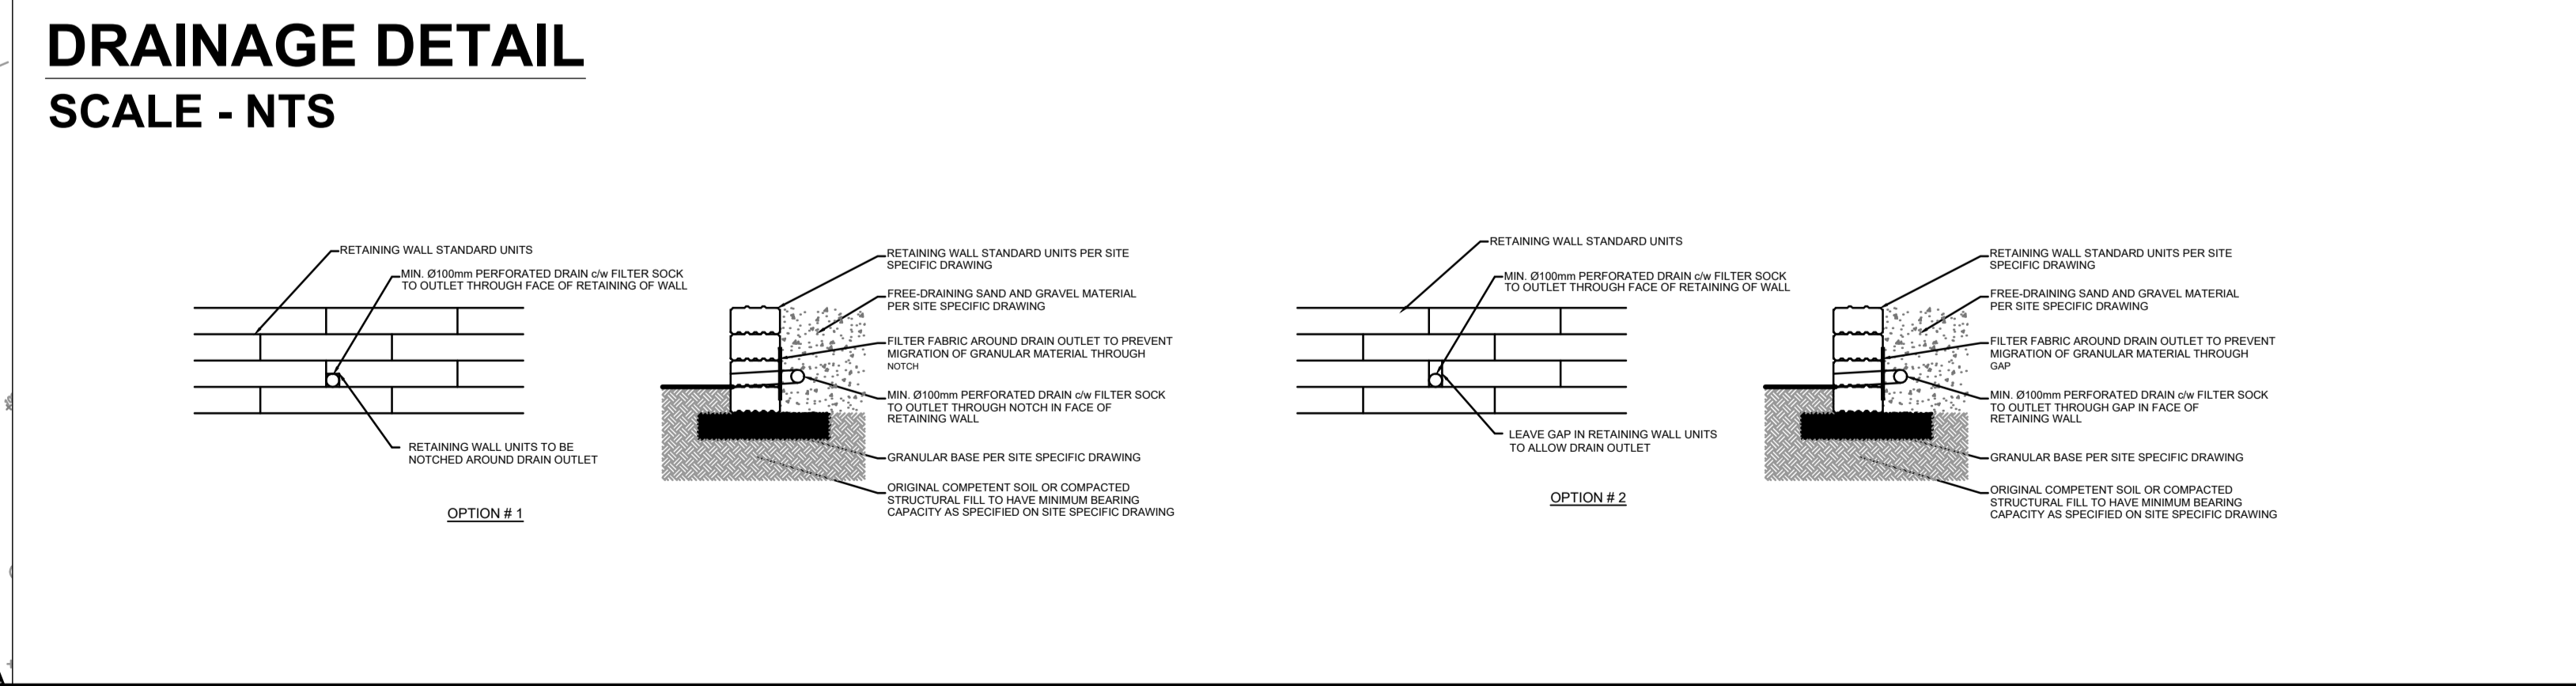 DRAINAGE DETAIL
SCALE - NTS
RETAINING WALL STANDARD UNITS
MIN. Ø100mm PERFORATED DRAIN c/w FILTER SOCK
TO OUTLET THROUGH FACE OF RETAINING OF WALL
RETAINING WALL UNITS TO BE
NOTCHED AROUND DRAIN OUTLET
OPTION # 1
RETAINING WALL STANDARD UNITS PER SITE
SPECIFIC DRAWING
FREE-DRAINING SAND AND GRAVEL MATERIAL
PER SITE SPECIFIC DRAWING
FILTER FABRIC AROUND DRAIN OUTLET TO PREVENT
MIGRATION OF GRANULAR MATERIAL THROUGH
NOTCH
MIN. Ø100mm PERFORATED DRAIN c/w FILTER SOCK
TO OUTLET THROUGH NOTCH IN FACE OF
RETAINING WALL
GRANULAR BASE PER SITE SPECIFIC DRAWING
ORIGINAL COMPETENT SOIL OR COMPACTED
STRUCTURAL FILL TO HAVE MINIMUM BEARING
CAPACITY AS SPECIFIED ON SITE SPECIFIC DRAWING
RETAINING WALL STANDARD UNITS
MIN. Ø100mm PERFORATED DRAIN c/w FILTER SOCK
TO OUTLET THROUGH FACE OF RETAINING OF WALL
LEAVE GAP IN RETAINING WALL UNITS
TO ALLOW DRAIN OUTLET
OPTION # 2
RETAINING WALL STANDARD UNITS PER SITE
SPECIFIC DRAWING
FREE-DRAINING SAND AND GRAVEL MATERIAL
PER SITE SPECIFIC DRAWING
FILTER FABRIC AROUND DRAIN OUTLET TO PREVENT
MIGRATION OF GRANULAR MATERIAL THROUGH
GAP
MIN. Ø100mm PERFORATED DRAIN c/w FILTER SOCK
TO OUTLET THROUGH GAP IN FACE OF
RETAINING WALL
GRANULAR BASE PER SITE SPECIFIC DRAWING
ORIGINAL COMPETENT SOIL OR COMPACTED
STRUCTURAL FILL TO HAVE MINIMUM BEARING
CAPACITY AS SPECIFIED ON SITE SPECIFIC DRAWING